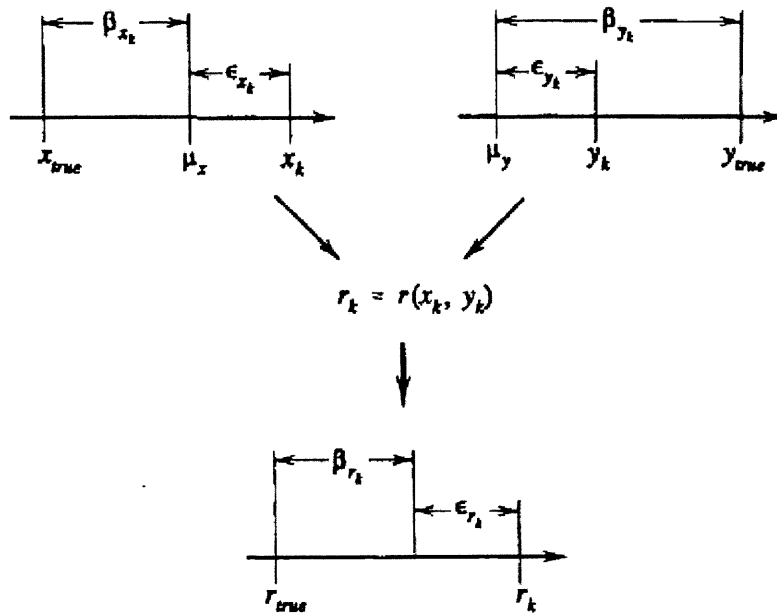 β_{x_k} β_{y_k}
ϵ_{x_k} ϵ_{y_k}
x_{true} μ_x x_k μ_y y_k y_{true}
r_k = r(x_k, y_k)
β_{r_k}
ϵ_{r_k}
r_{true} r_k